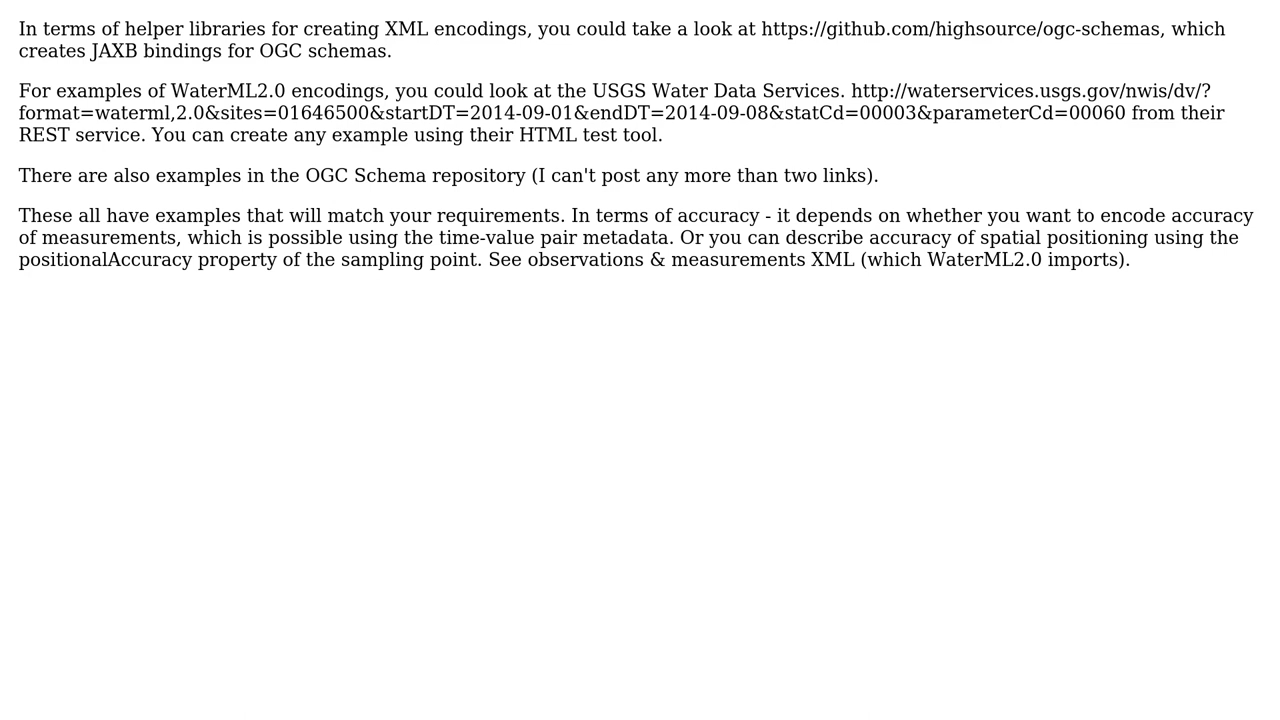 In terms of helper libraries for creating XML encodings, you could take a look at https://github.com/highsource/ogc-schemas, which
creates JAXB bindings for OGC schemas.
For examples of WaterML2.0 encodings, you could look at the USGS Water Data Services. http://waterservices.usgs.gov/nwis/dv/?
format=waterml,2.0&sites=01646500&startDT=2014-09-01&endDT=2014-09-08&statCd=00003&parameterCd=00060 from their
REST service. You can create any example using their HTML test tool.
There are also examples in the OGC Schema repository (I can't post any more than two links).
These all have examples that will match your requirements. In terms of accuracy - it depends on whether you want to encode accuracy
of measurements, which is possible using the time-value pair metadata. Or you can describe accuracy of spatial positioning using the
positionalAccuracy property of the sampling point. See observations & measurements XML (which WaterML2.0 imports).